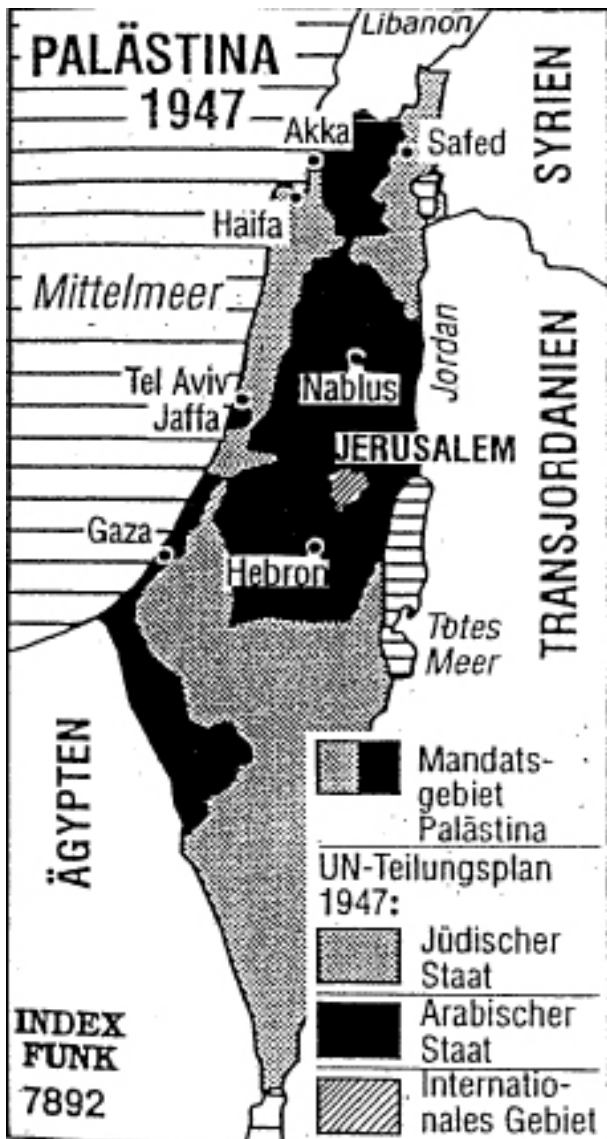 PALÄSTINA
1947
Libanon
SYRIEN
Akka
Safed
Haifa
Mittelmeer
TRANSJORDANIEN
Jordan
Tel Aviv
Jaffa
Nablus
JERUSALEM
Gaza
Hebron
Totes
Meer
ÄGYPTEN
Mandats-
gebiet
Palästina
UN-Teilungsplan
1947:
Jüdischer
Staat
Arabischer
Staat
Internatio-
nales Gebiet
INDEX
FUNK
7892